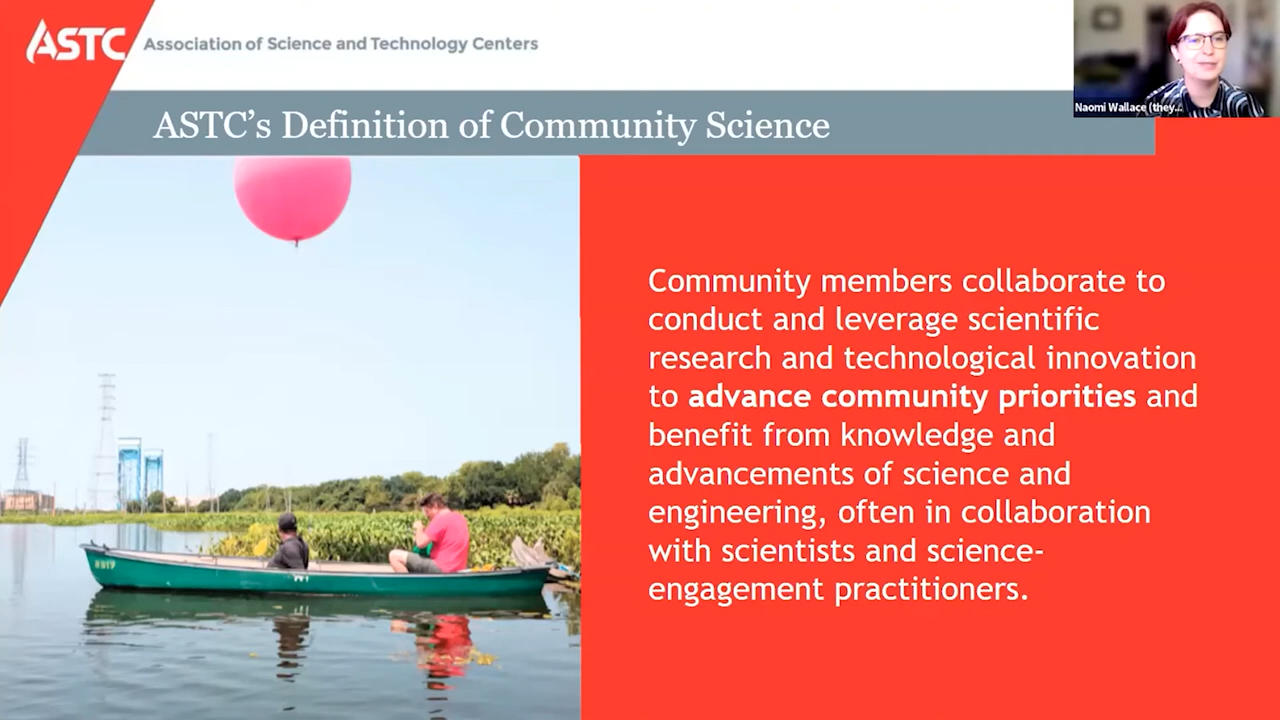 ASTC
Association of Science and Technology Centers
Naomi Wallace (they...
ASTC's Definition of Community Science
Community members collaborate to
conduct and leverage scientific
research and technological innovation
to advance community priorities and
benefit from knowledge and
advancements of science and
engineering, often in collaboration
with scientists and science-
engagement practitioners.